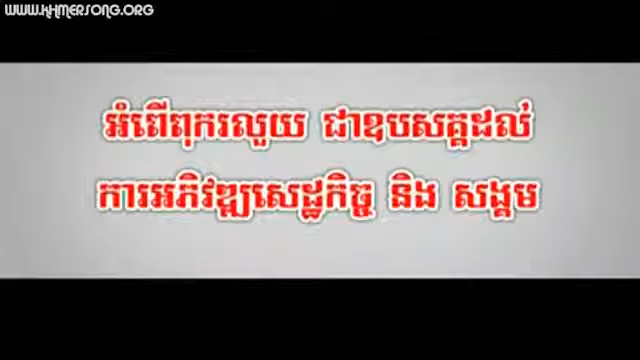 WWW.KHMERSONG.ORG
អំពើពុករលួយ ជាឧបសគ្គដល់
ការអភិវឌ្ឍសេដ្ឋកិច្ច និង សង្គម